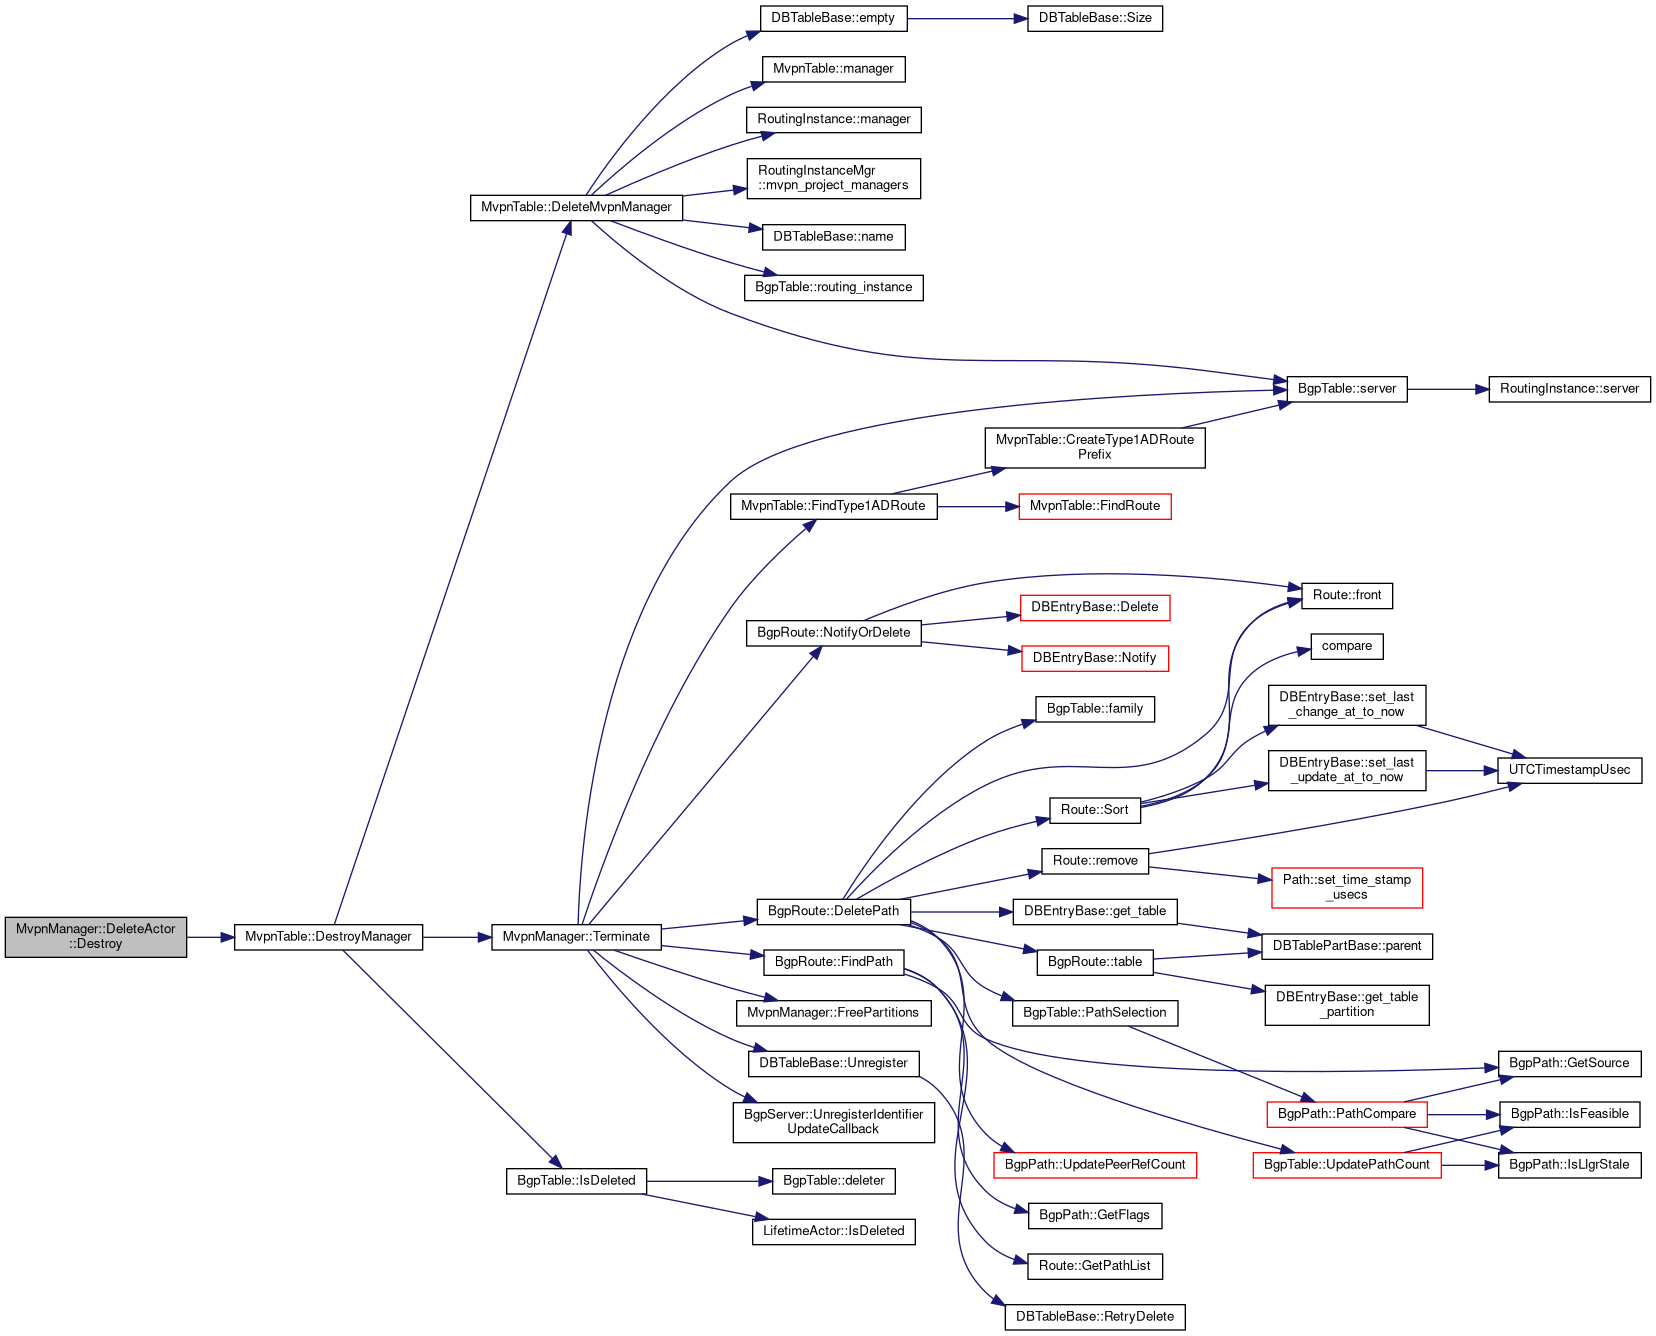 MvpnManager::DeleteActor
::Destroy
MvpnTable::DestroyManager
MvpnTable::DeleteMvpnManager
MvpnManager::Terminate
BgpTable::IsDeleted
DBTableBase::empty
MvpnTable::manager
RoutingInstance::manager
RoutingInstanceMgr
::mvpn_project_managers
DBTableBase::name
BgpTable::routing_instance
MvpnTable::FindType1ADRoute
BgpRoute::NotifyOrDelete
BgpRoute::DeletePath
BgpRoute::FindPath
MvpnManager::FreePartitions
DBTableBase::Unregister
BgpServer::UnregisterIdentifier
UpdateCallback
BgpTable::deleter
LifetimeActor::IsDeleted
DBTableBase::Size
MvpnTable::CreateType1ADRoute
Prefix
MvpnTable::FindRoute
DBEntryBase::Delete
DBEntryBase::Notify
BgpTable::family
Route::Sort
Route::remove
DBEntryBase::get_table
BgpRoute::table
BgpTable::PathSelection
BgpPath::UpdatePeerRefCount
BgpPath::GetFlags
Route::GetPathList
DBTableBase::RetryDelete
BgpTable::server
Route::front
compare
DBEntryBase::set_last
_change_at_to_now
DBEntryBase::set_last
_update_at_to_now
Path::set_time_stamp
_usecs
DBTablePartBase::parent
DBEntryBase::get_table
_partition
BgpPath::PathCompare
BgpTable::UpdatePathCount
RoutingInstance::server
UTCTimestampUsec
BgpPath::GetSource
BgpPath::IsFeasible
BgpPath::IsLlgrStale